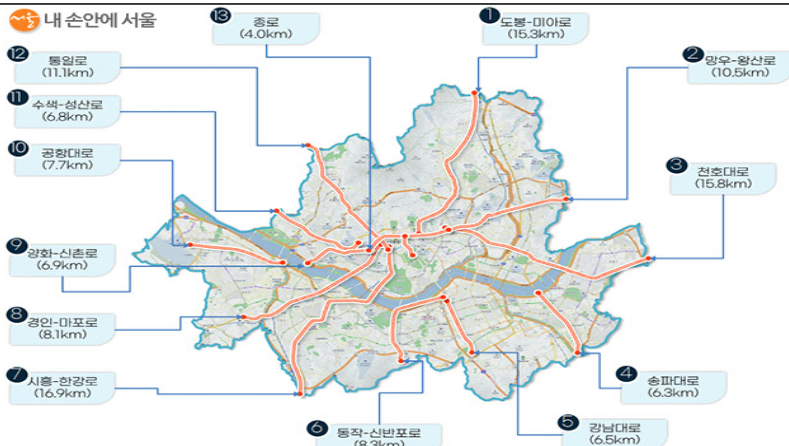 서울 내 손안에 서울
13 종로
(4.0km)
1 도봉-미아로
(15.3km)
12 통일로
(11.1km)
2 망우-왕산로
(10.5km)
11 수색-성산로
(6.8km)
10 공항대로
(7.7km)
3 천호대로
(15.8km)
9 양화-신촌로
(6.9km)
8 경인-마포로
(8.1km)
7 시흥-한강로
(16.9km)
4 송파대로
(6.3km)
6 동작-신반포로
(8.3km)
5 강남대로
(6.5km)